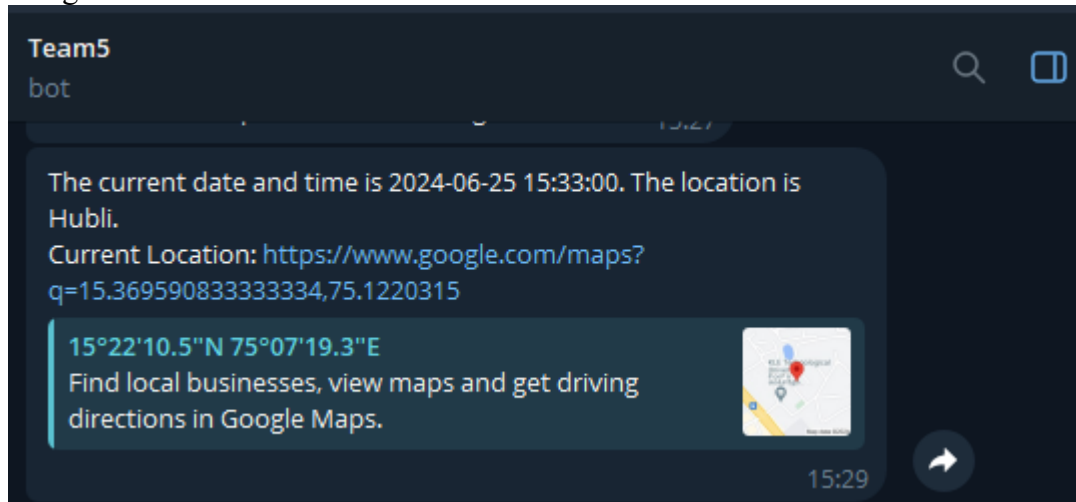 Team5
bot
15:27
The current date and time is 2024-06-25 15:33:00. The location is
Hubli.
Current Location: https://www.google.com/maps?
q=15.369590833333334,75.1220315
15°22'10.5"N 75°07'19.3"E
Find local businesses, view maps and get driving
directions in Google Maps.
15:29